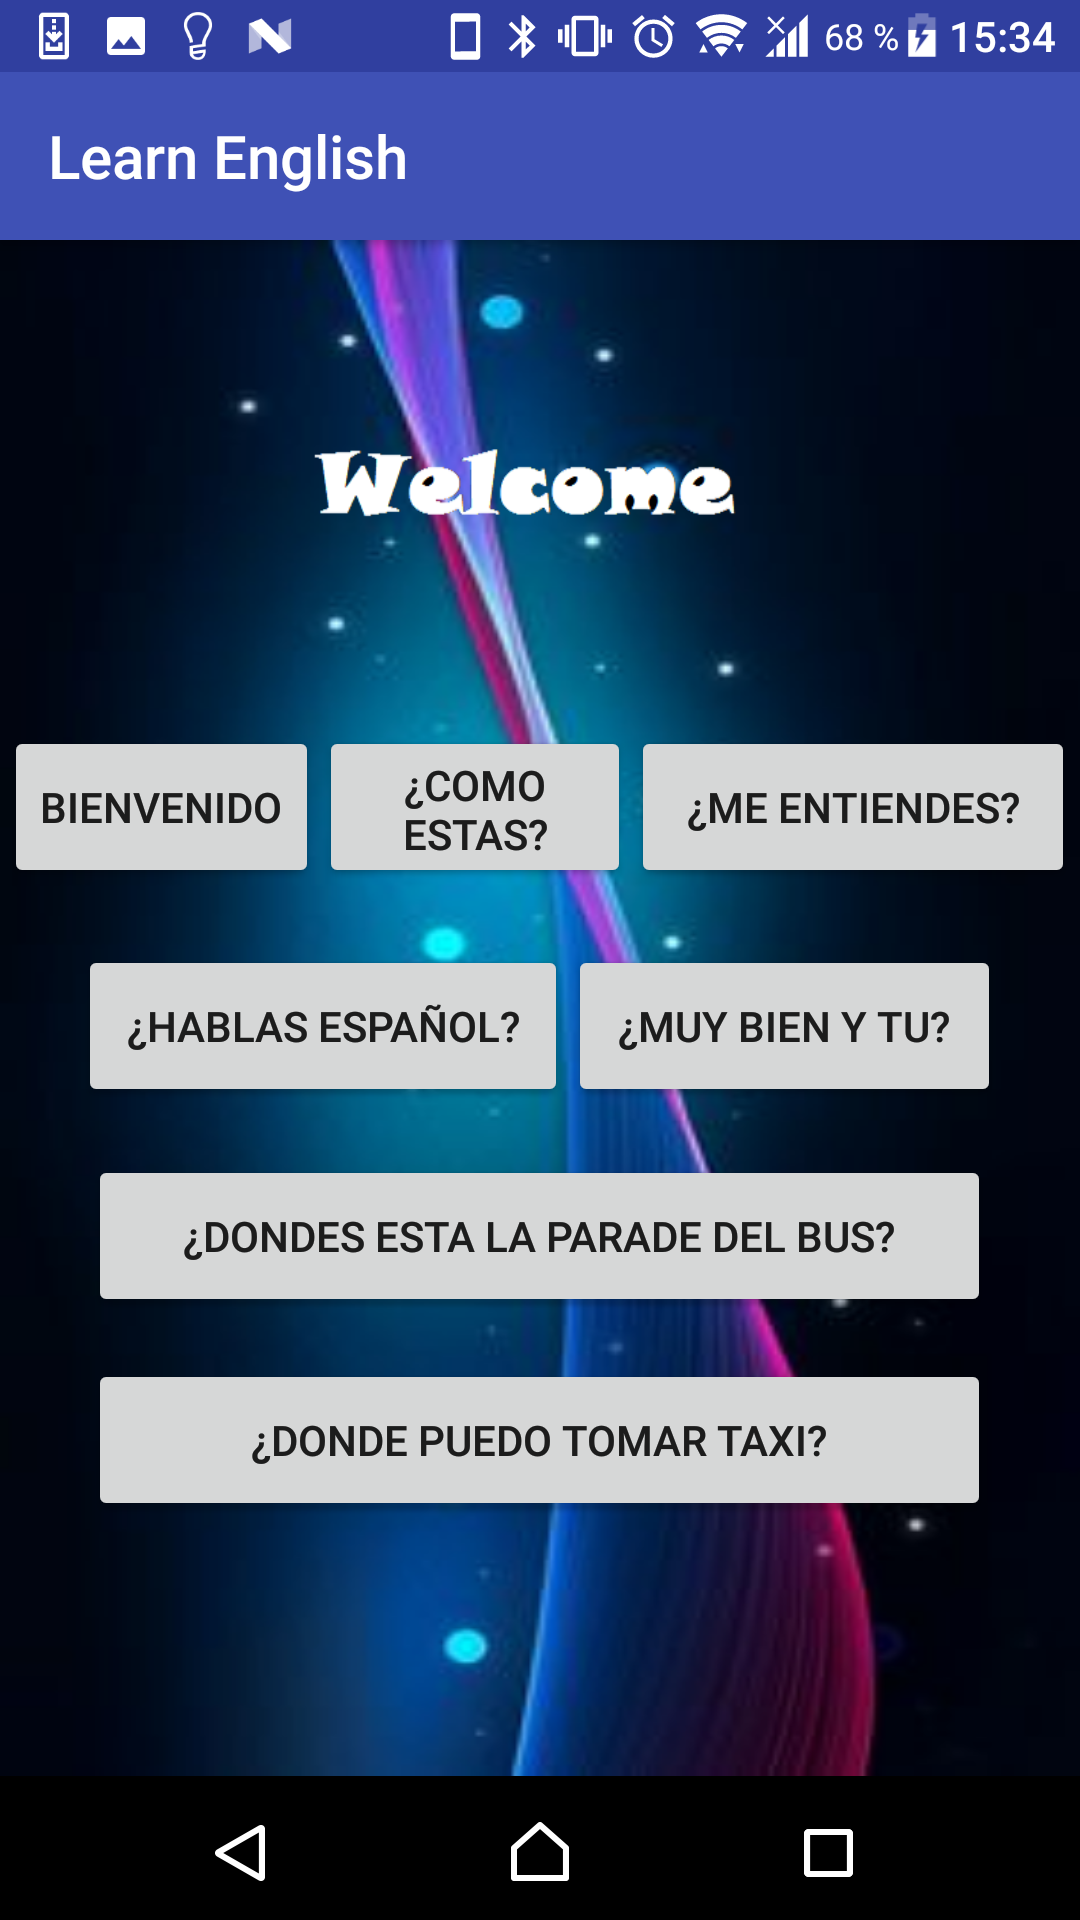 68 % 15:34
Learn English
Welcome
BIENVENIDO
¿COMO
ESTAS?
¿ME ENTIENDES?
¿HABLAS ESPAÑOL?
¿MUY BIEN Y TU?
¿DONDES ESTA LA PARADE DEL BUS?
¿DONDE PUEDO TOMAR TAXI?